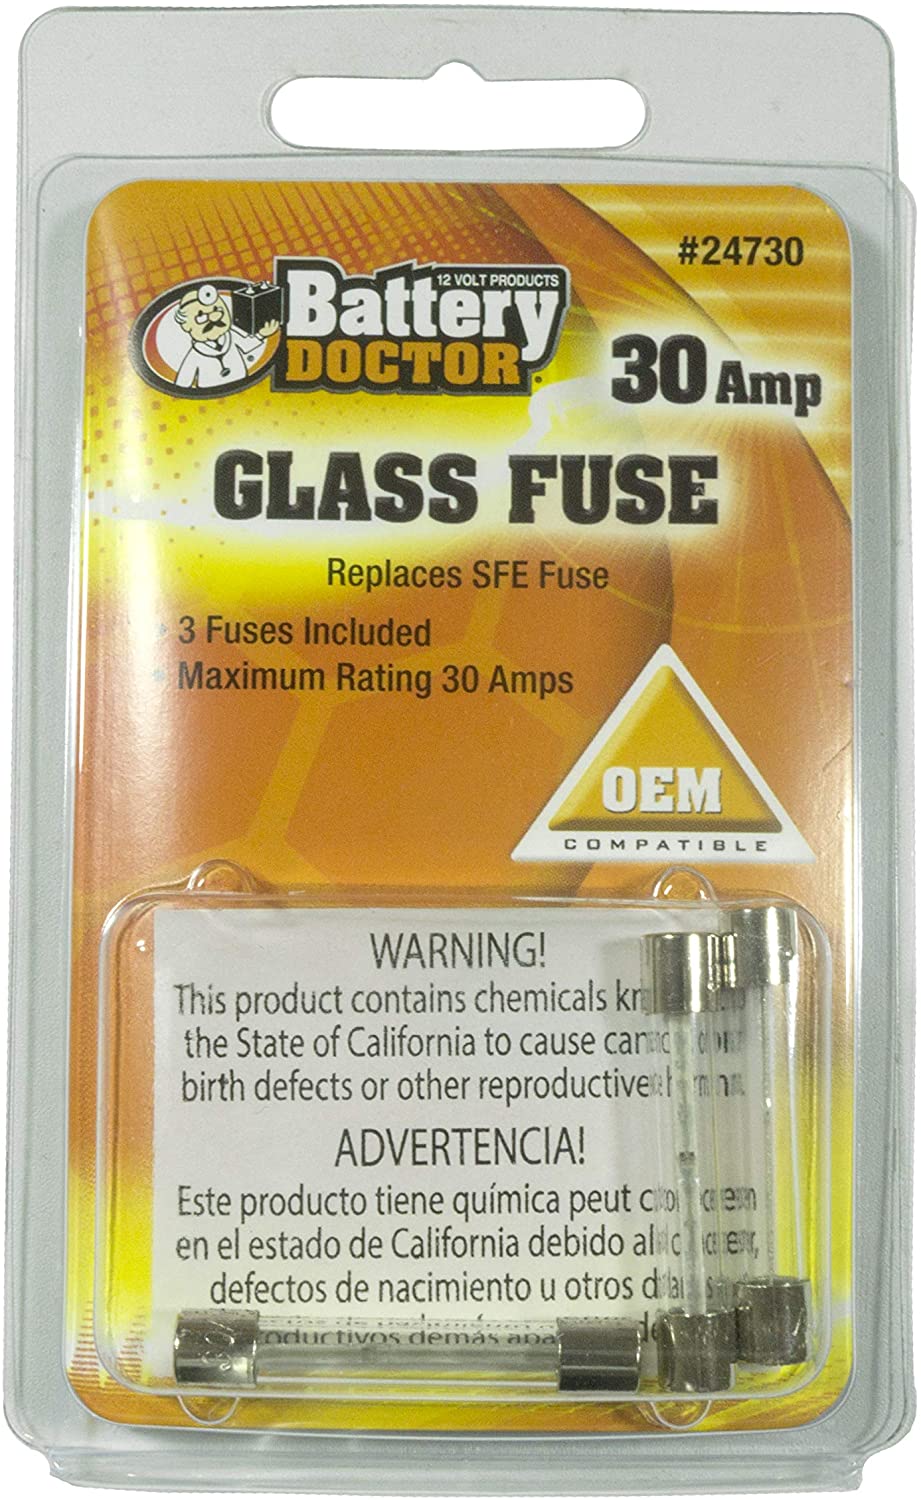 #24730
12 VOLT PRODUCTS
Battery
DOCTOR
30 Amp
GLASS FUSE
Replaces SFE Fuse
• 3 Fuses Included
• Maximum Rating 30 Amps
OEM
COMPATIBLE
WARNING!
This product contains chemicals
the State of California to cause
birth defects or other reproductive
ADVERTENCIA!
Este producto tiene química peut
en el estado de California debido al
defectos de nacimiento u otros
demás